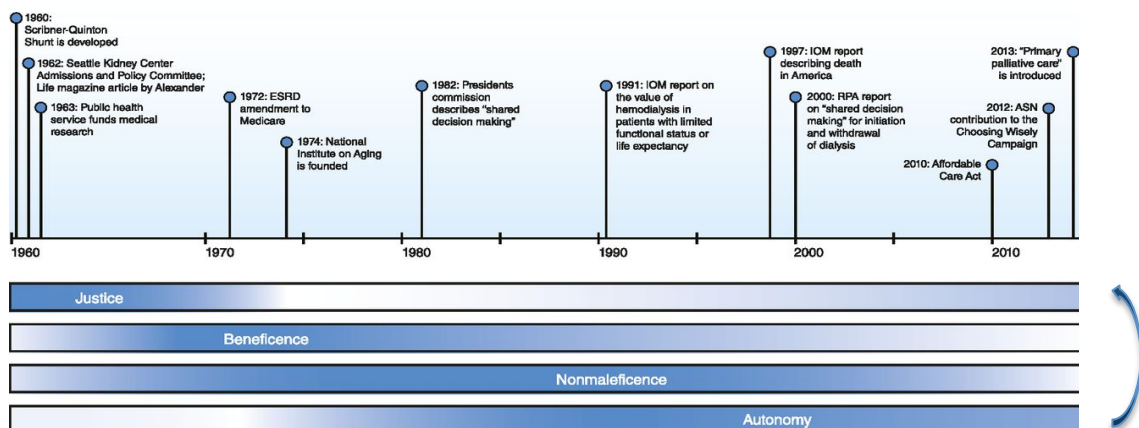 1960:
Scribner-Quinton
Shunt is developed
1962: Seattle Kidney Center
Admissions and Policy Committee;
Life magazine article by Alexander
1963: Public health
service funds medical
research
1972: ESRD
amendment to
Medicare
1974: National
Institute on Aging
is founded
1982: Presidents
commission
describes "shared
decision making"
1991: IOM report on
the value of
hemodialysis in
patients with limited
functional status or
life expectancy
1997: IOM report
describing death
in America
2000: RPA report
on "shared decision
making" for initiation
and withdrawal
of dialysis
2013: "Primary
palliative care"
is introduced
2012: ASN
contribution to the
Choosing Wisely
Campaign
2010: Affordable
Care Act
1960 1970 1980 1990 2000 2010
Justice
Beneficence
Nonmaleficence
Autonomy